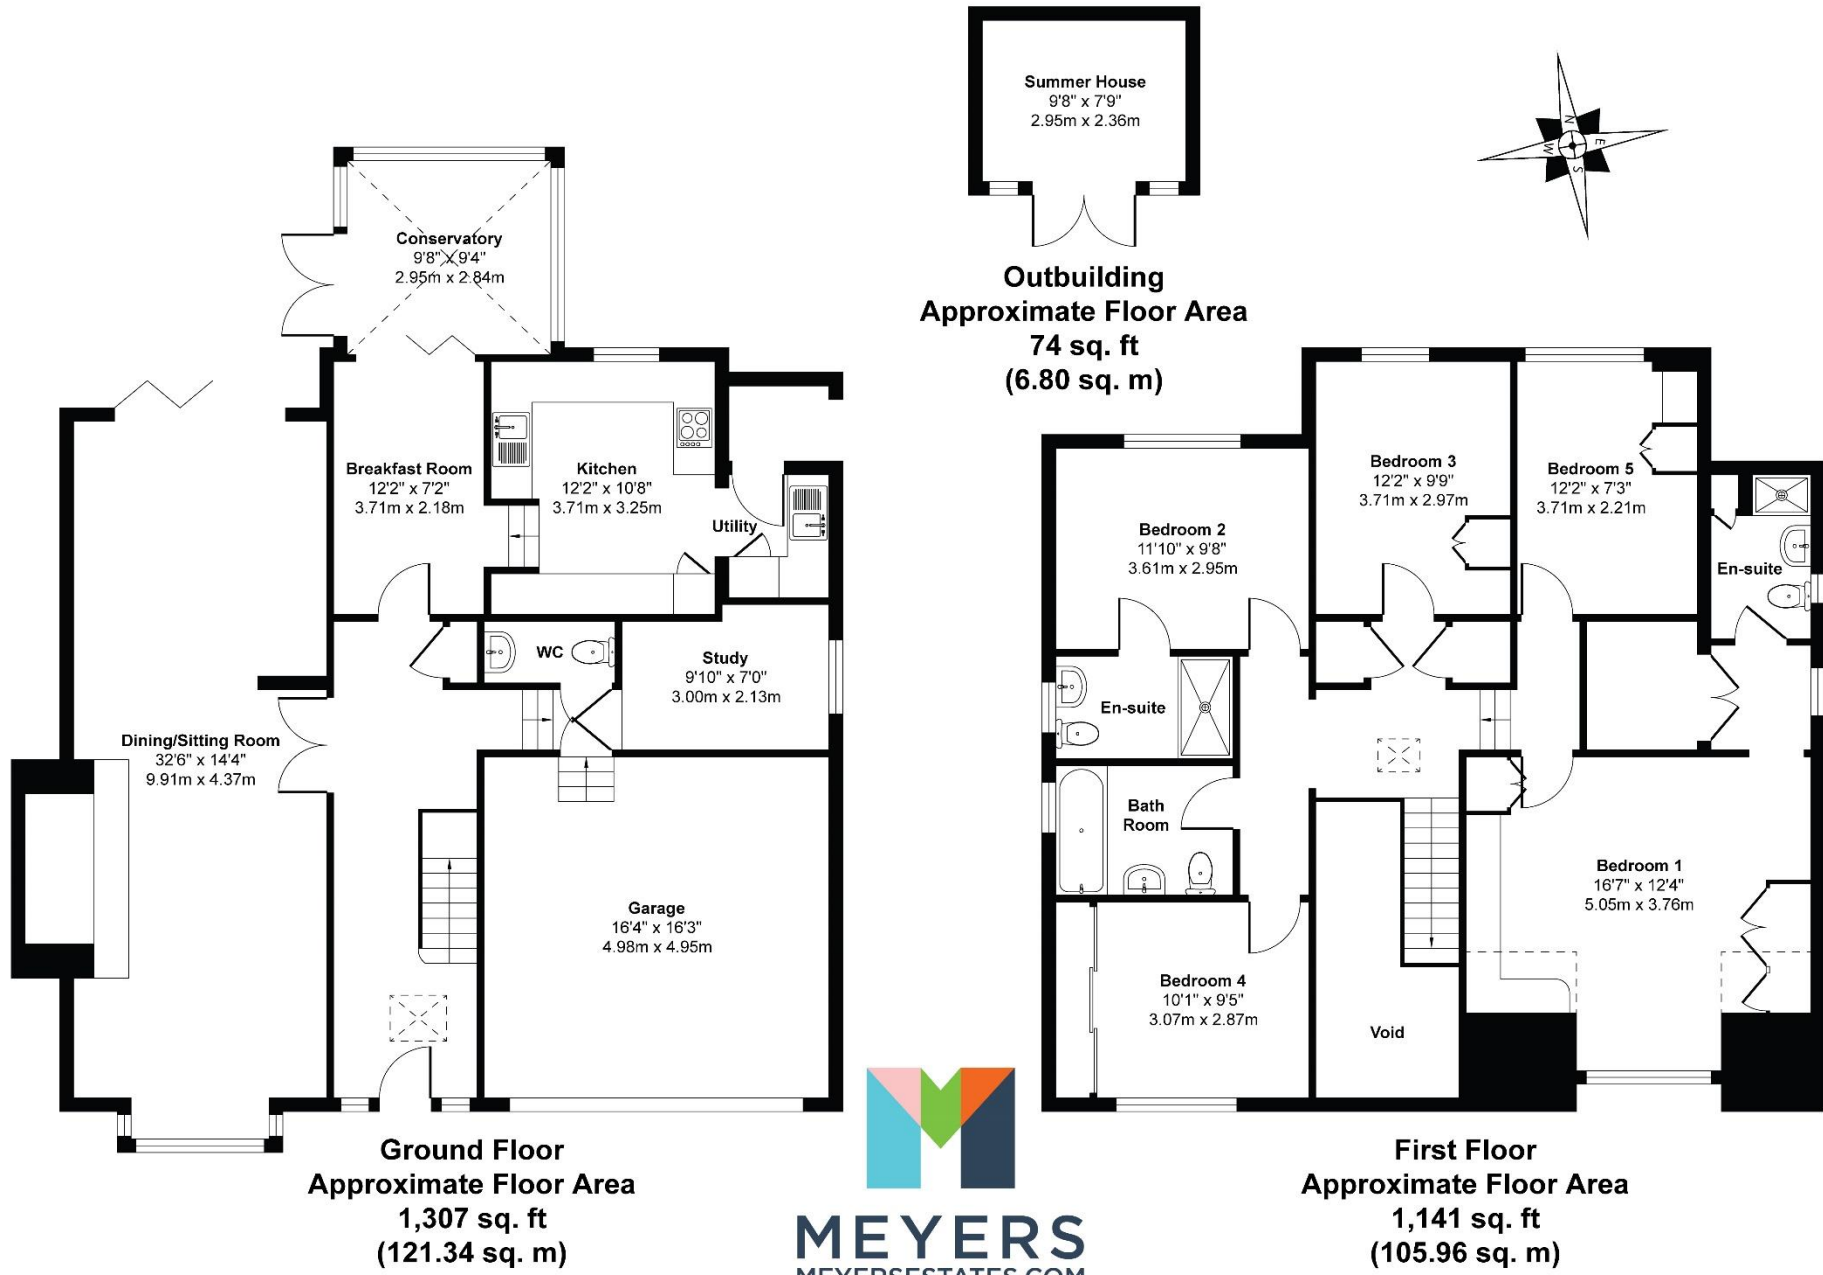 Summer House
9'8" x 7'9"
2.95m x 2.36m
N
E
S
W
Outbuilding
Approximate Floor Area
74 sq. ft
(6.80 sq. m)
Conservatory
9'8" x 9'4"
2.95m x 2.84m
Breakfast Room
12'2" x 7'2"
3.71m x 2.18m
Kitchen
12'2" x 10'8"
3.71m x 3.25m
Utility
WC
Study
9'10" x 7'0"
3.00m x 2.13m
Dining/Sitting Room
32'6" x 14'4"
9.91m x 4.37m
Garage
16'4" x 16'3"
4.98m x 4.95m
Ground Floor
Approximate Floor Area
1,307 sq. ft
(121.34 sq. m)
Bedroom 3
12'2" x 9'9"
3.71m x 2.97m
Bedroom 5
12'2" x 7'3"
3.71m x 2.21m
Bedroom 2
11'10" x 9'8"
3.61m x 2.95m
En-suite
En-suite
Bath
Room
Bedroom 1
16'7" x 12'4"
5.05m x 3.76m
Bedroom 4
10'1" x 9'5"
3.07m x 2.87m
Void
First Floor
Approximate Floor Area
1,141 sq. ft
(105.96 sq. m)
MEYERS
MEYERSESTATES.COM